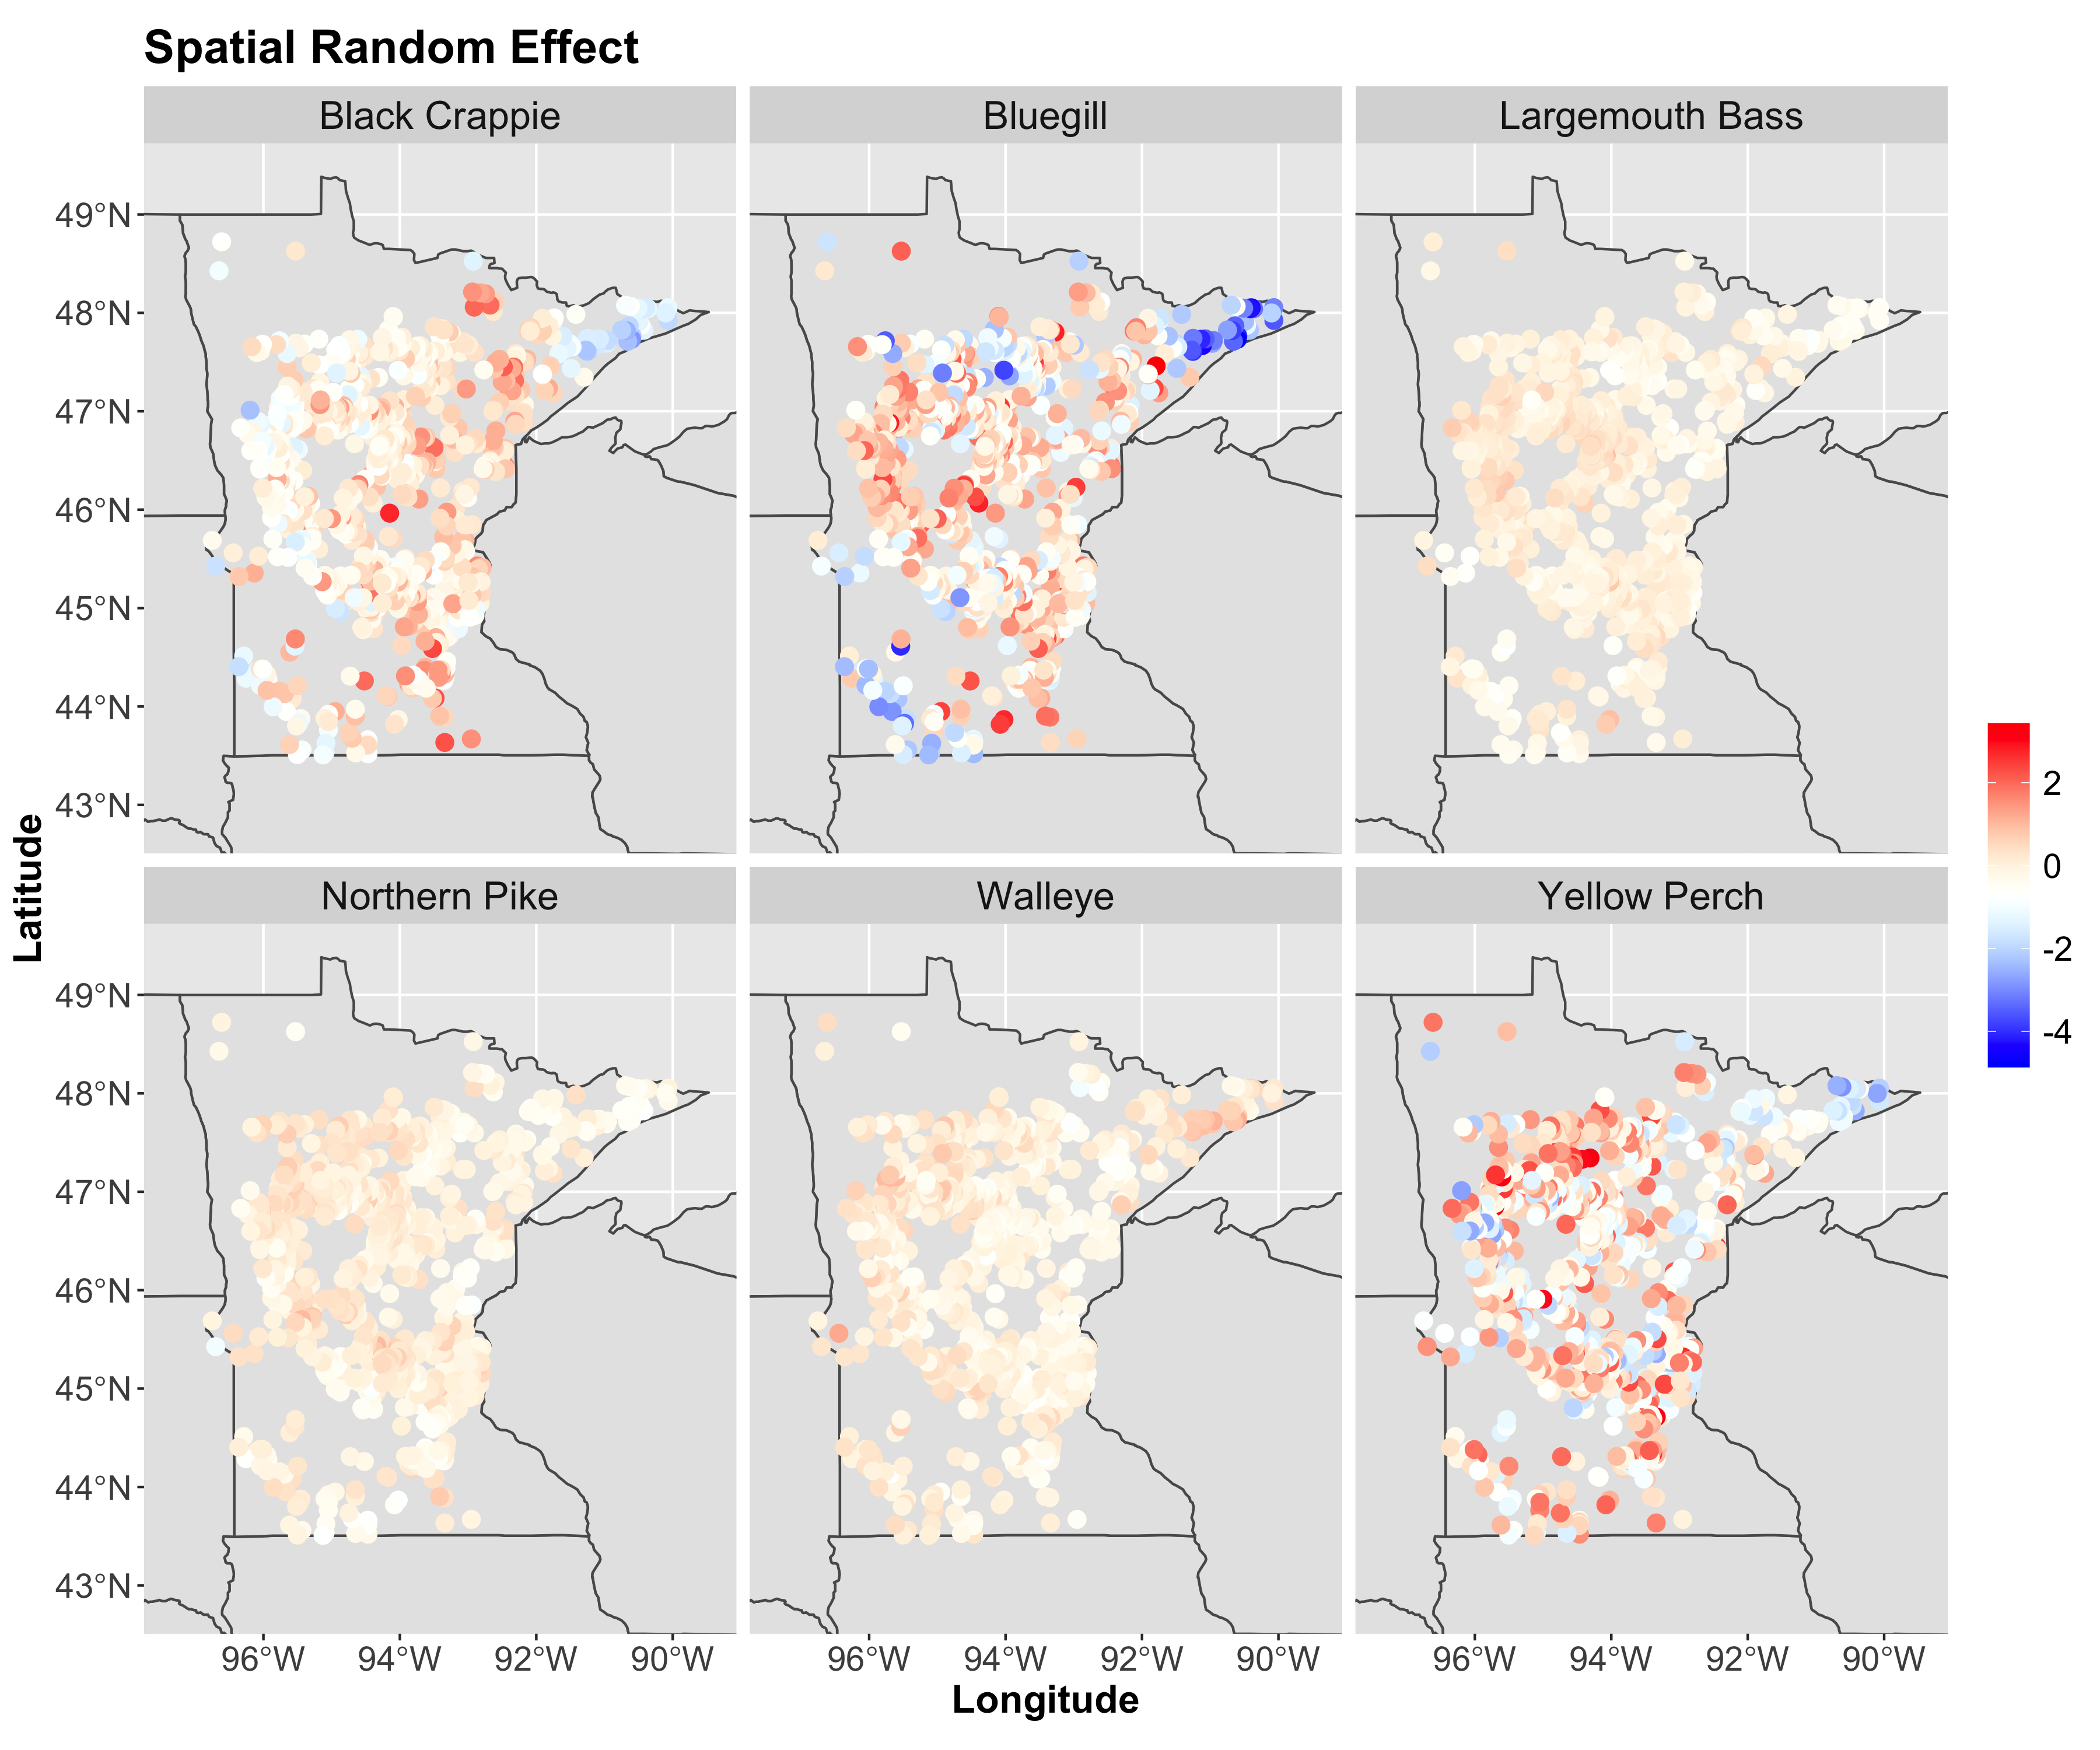 Spatial Random Effect
Black Crappie
Bluegill
Largemouth Bass
49°N
48°N
47°N
46°N
45°N
44°N
43°N
Northern Pike
Walleye
Yellow Perch
49°N
48°N
47°N
46°N
45°N
44°N
43°N
96°W
94°W
92°W
90°W
96°W
94°W
92°W
90°W
96°W
94°W
92°W
90°W
Longitude
Latitude
2
0
-2
-4